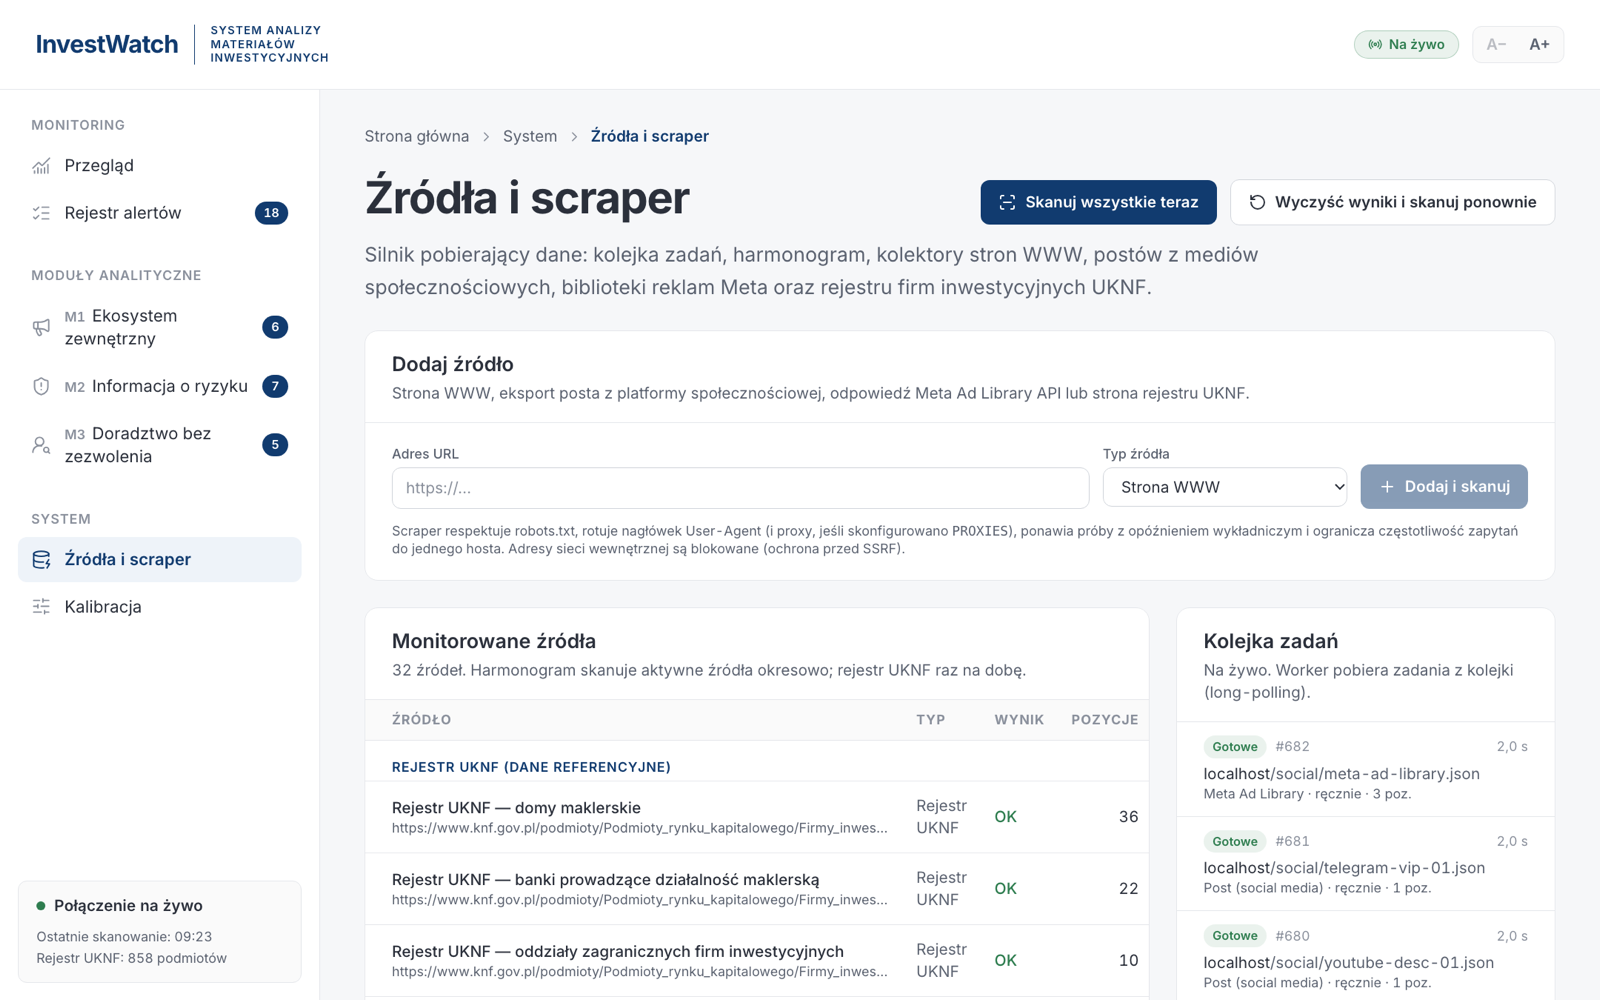 InvestWatch
SYSTEM ANALIZY
MATERIAŁÓW
INWESTYCYJNYCH
Na żywo
A−
A+
MONITORING
Przegląd
Rejestr alertów
18
MODUŁY ANALITYCZNE
M1 Ekosystem
zewnętrzny
6
M2 Informacja o ryzyku
7
M3 Doradztwo bez
zezwolenia
5
SYSTEM
Źródła i scraper
Kalibracja
Połączenie na żywo
Ostatnie skanowanie: 09:23
Rejestr UKNF: 858 podmiotów
Strona główna
System
Źródła i scraper
Źródła i scraper
Skanuj wszystkie teraz
Wyczyść wyniki i skanuj ponownie
Silnik pobierający dane: kolejka zadań, harmonogram, kolektory stron WWW, postów z mediów
społecznościowych, biblioteki reklam Meta oraz rejestru firm inwestycyjnych UKNF.
Dodaj źródło
Strona WWW, eksport posta z platformy społecznościowej, odpowiedź Meta Ad Library API lub strona rejestru UKNF.
Adres URL
https://...
Typ źródła
Strona WWW
+ Dodaj i skanuj
Scraper respektuje robots.txt, rotuje nagłówek User-Agent (i proxy, jeśli skonfigurowano PROXIES), ponawia próby z opóźnieniem wykładniczym i ogranicza częstotliwość zapytań
do jednego hosta. Adresy sieci wewnętrznej są blokowane (ochrona przed SSRF).
Monitorowane źródła
32 źródeł. Harmonogram skanuje aktywne źródła okresowo; rejestr UKNF raz na dobę.
ŹRÓDŁO
TYP
WYNIK
POZYCJE
REJESTR UKNF (DANE REFERENCYJNE)
Rejestr UKNF — domy maklerskie
https://www.knf.gov.pl/podmioty/Podmioty_rynku_kapitalowego/Firmy_inwes...
Rejestr
UKNF
OK
36
Rejestr UKNF — banki prowadzące działalność maklerską
https://www.knf.gov.pl/podmioty/Podmioty_rynku_kapitalowego/Firmy_inwes...
Rejestr
UKNF
OK
22
Rejestr UKNF — oddziały zagranicznych firm inwestycyjnych
https://www.knf.gov.pl/podmioty/Podmioty_rynku_kapitalowego/Firmy_inwes...
Rejestr
UKNF
OK
10
Kolejka zadań
Na żywo. Worker pobiera zadania z kolejki
(long-polling).
Gotowe
#682
2,0 s
localhost/social/meta-ad-library.json
Meta Ad Library · ręcznie · 3 poz.
Gotowe
#681
2,0 s
localhost/social/telegram-vip-01.json
Post (social media) · ręcznie · 1 poz.
Gotowe
#680
2,0 s
localhost/social/youtube-desc-01.json
Post (social media) · ręcznie · 1 poz.